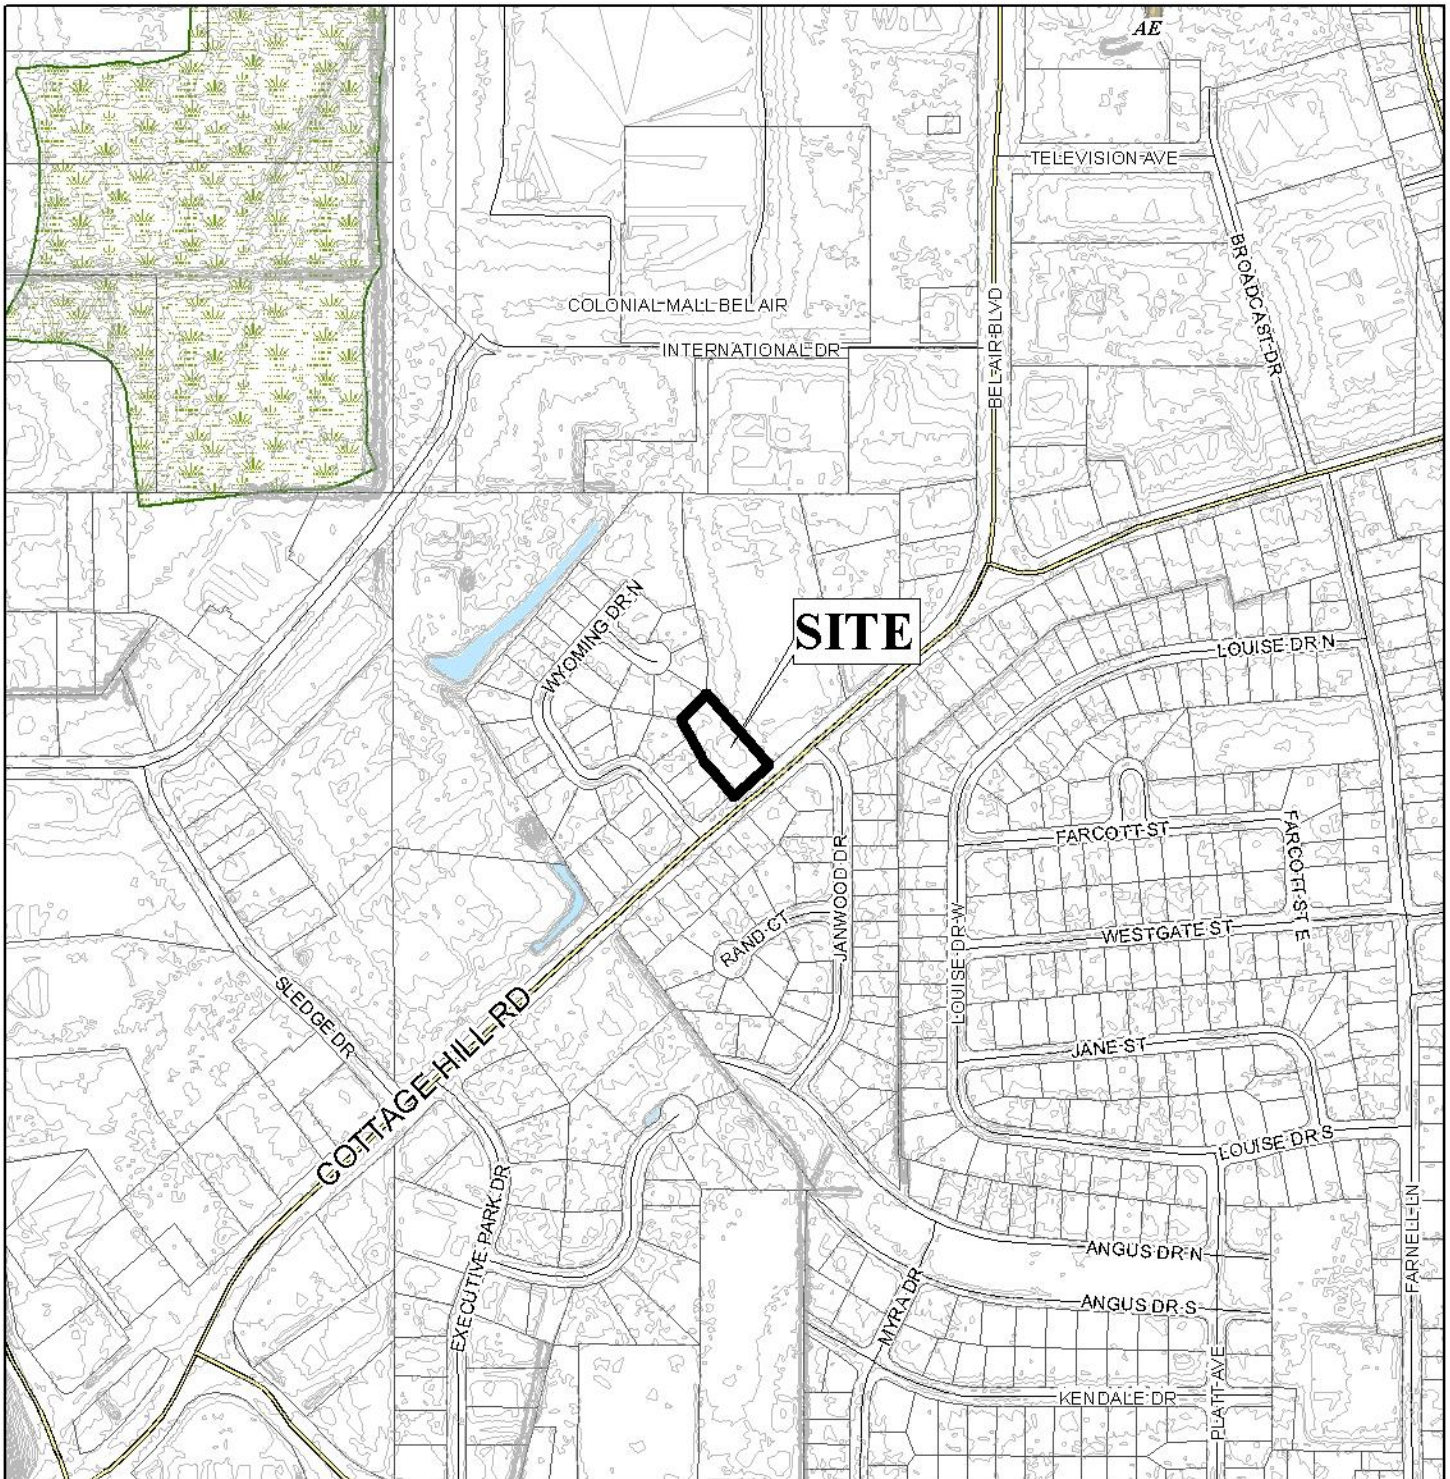 AE
TELEVISION AVE
BROADCAST DR
COLONIAL MALL BEL AIR
INTERNATIONAL DR
BEL AIR BLVD
WYOMING DR N
SITE
LOUISE DR N
FARCOTT ST
FARCOTT ST E
JANWOOD DR
RAND CT
LOUISE DR W
WESTGATE ST
SLEDGE DR
COTTAGE HILL RD
JANE ST
LOUISE DR S
EXECUTIVE PARK DR
ANGUS DR N
FARNELL LN
MYRA DR
ANGUS DR S
PLATT AVE
KENDALE DR